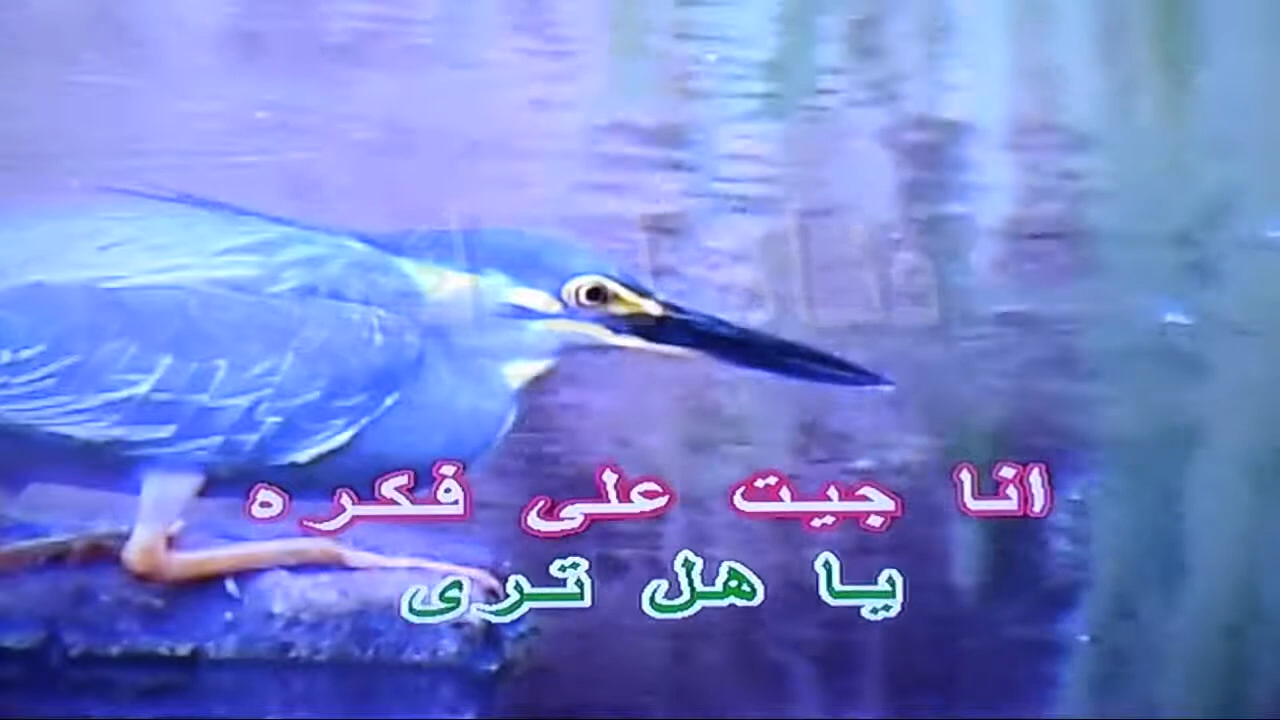 انا جيت على فكره
يا هل ترى